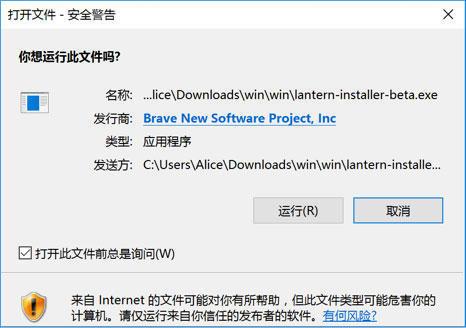 打开文件 - 安全警告
你想运行此文件吗?
名称: ...lice\Downloads\win\win\lantern-installer-beta.exe
发行商: Brave New Software Project, Inc
类型: 应用程序
发送方: C:\Users\Alice\Downloads\win\win\lantern-installe...
运行(R) 取消
打开此文件前总是询问(W)
来自 Internet 的文件可能对你有所帮助，但此文件类型可能危害你的
计算机。请仅运行来自你信任的发布者的软件。有何风险?